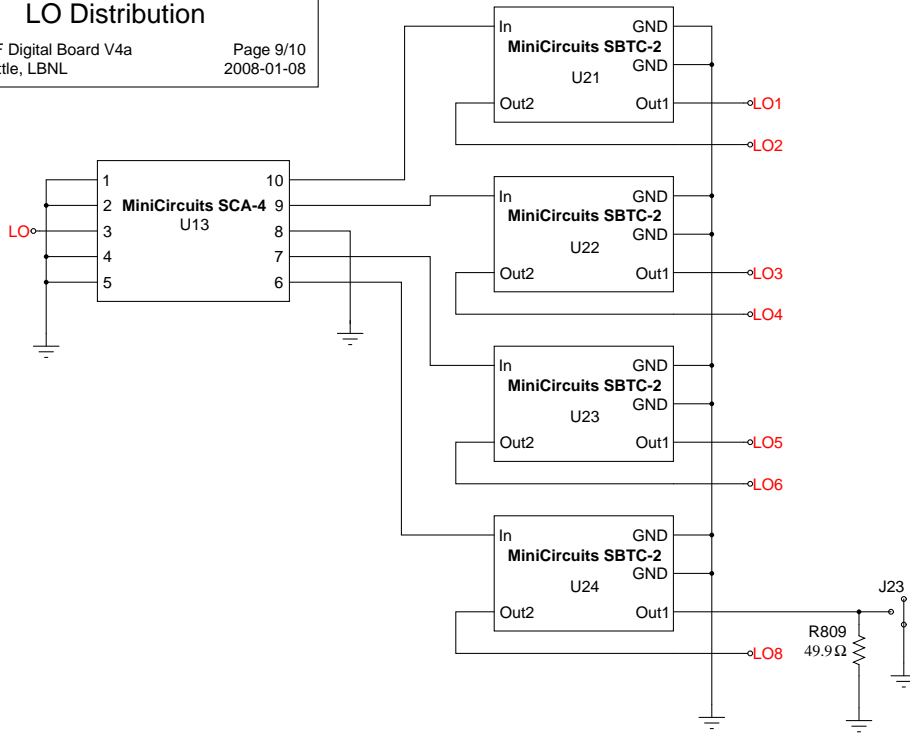 LO Distribution
F Digital Board V4a Page 9/10
ttle, LBNL 2008-01-08
In GND
MiniCircuits SBTC-2
GND
U21
Out2 Out1 LO1
LO2
1 10
2 MiniCircuits SCA-4 9
LO 3 U13 8
4 7
5 6
In GND
MiniCircuits SBTC-2
GND
U22
Out2 Out1 LO3
LO4
In GND
MiniCircuits SBTC-2
GND
U23
Out2 Out1 LO5
LO6
In GND
MiniCircuits SBTC-2
GND
U24
Out2 Out1
LO8
J23
R809
49.9Ω